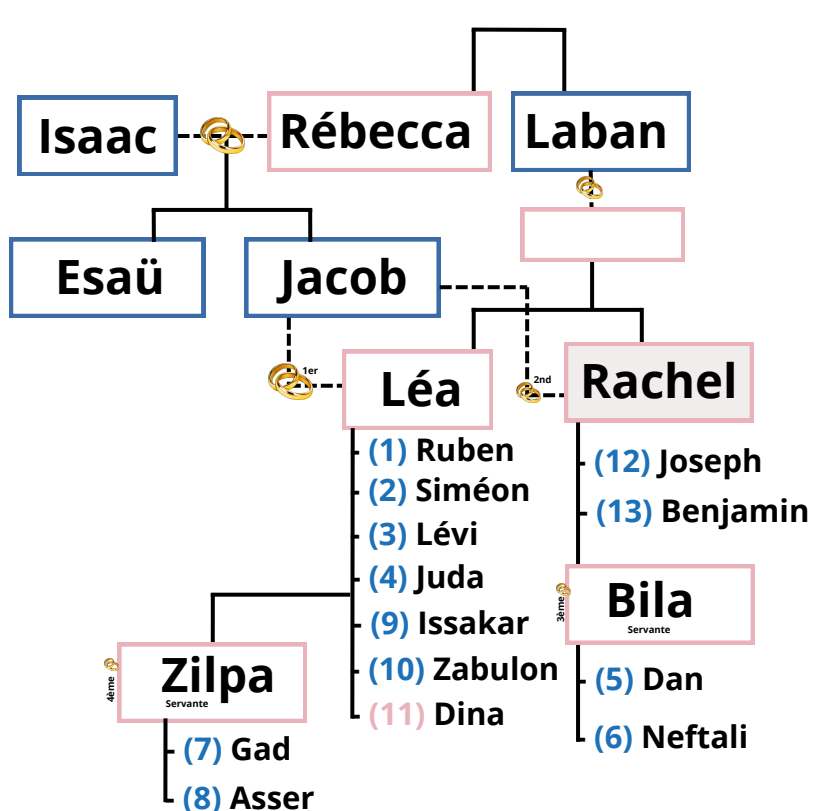 Isaac
Rébecca
Laban
Esaü
Jacob
1er
Léa
2nd
Rachel
(1) Ruben
(2) Siméon
(3) Lévi
(4) Juda
(9) Issakar
(10) Zabulon
(11) Dina
(12) Joseph
(13) Benjamin
3ème
Bila
Servante
(5) Dan
(6) Neftali
4ème
Zilpa
Servante
(7) Gad
(8) Asser